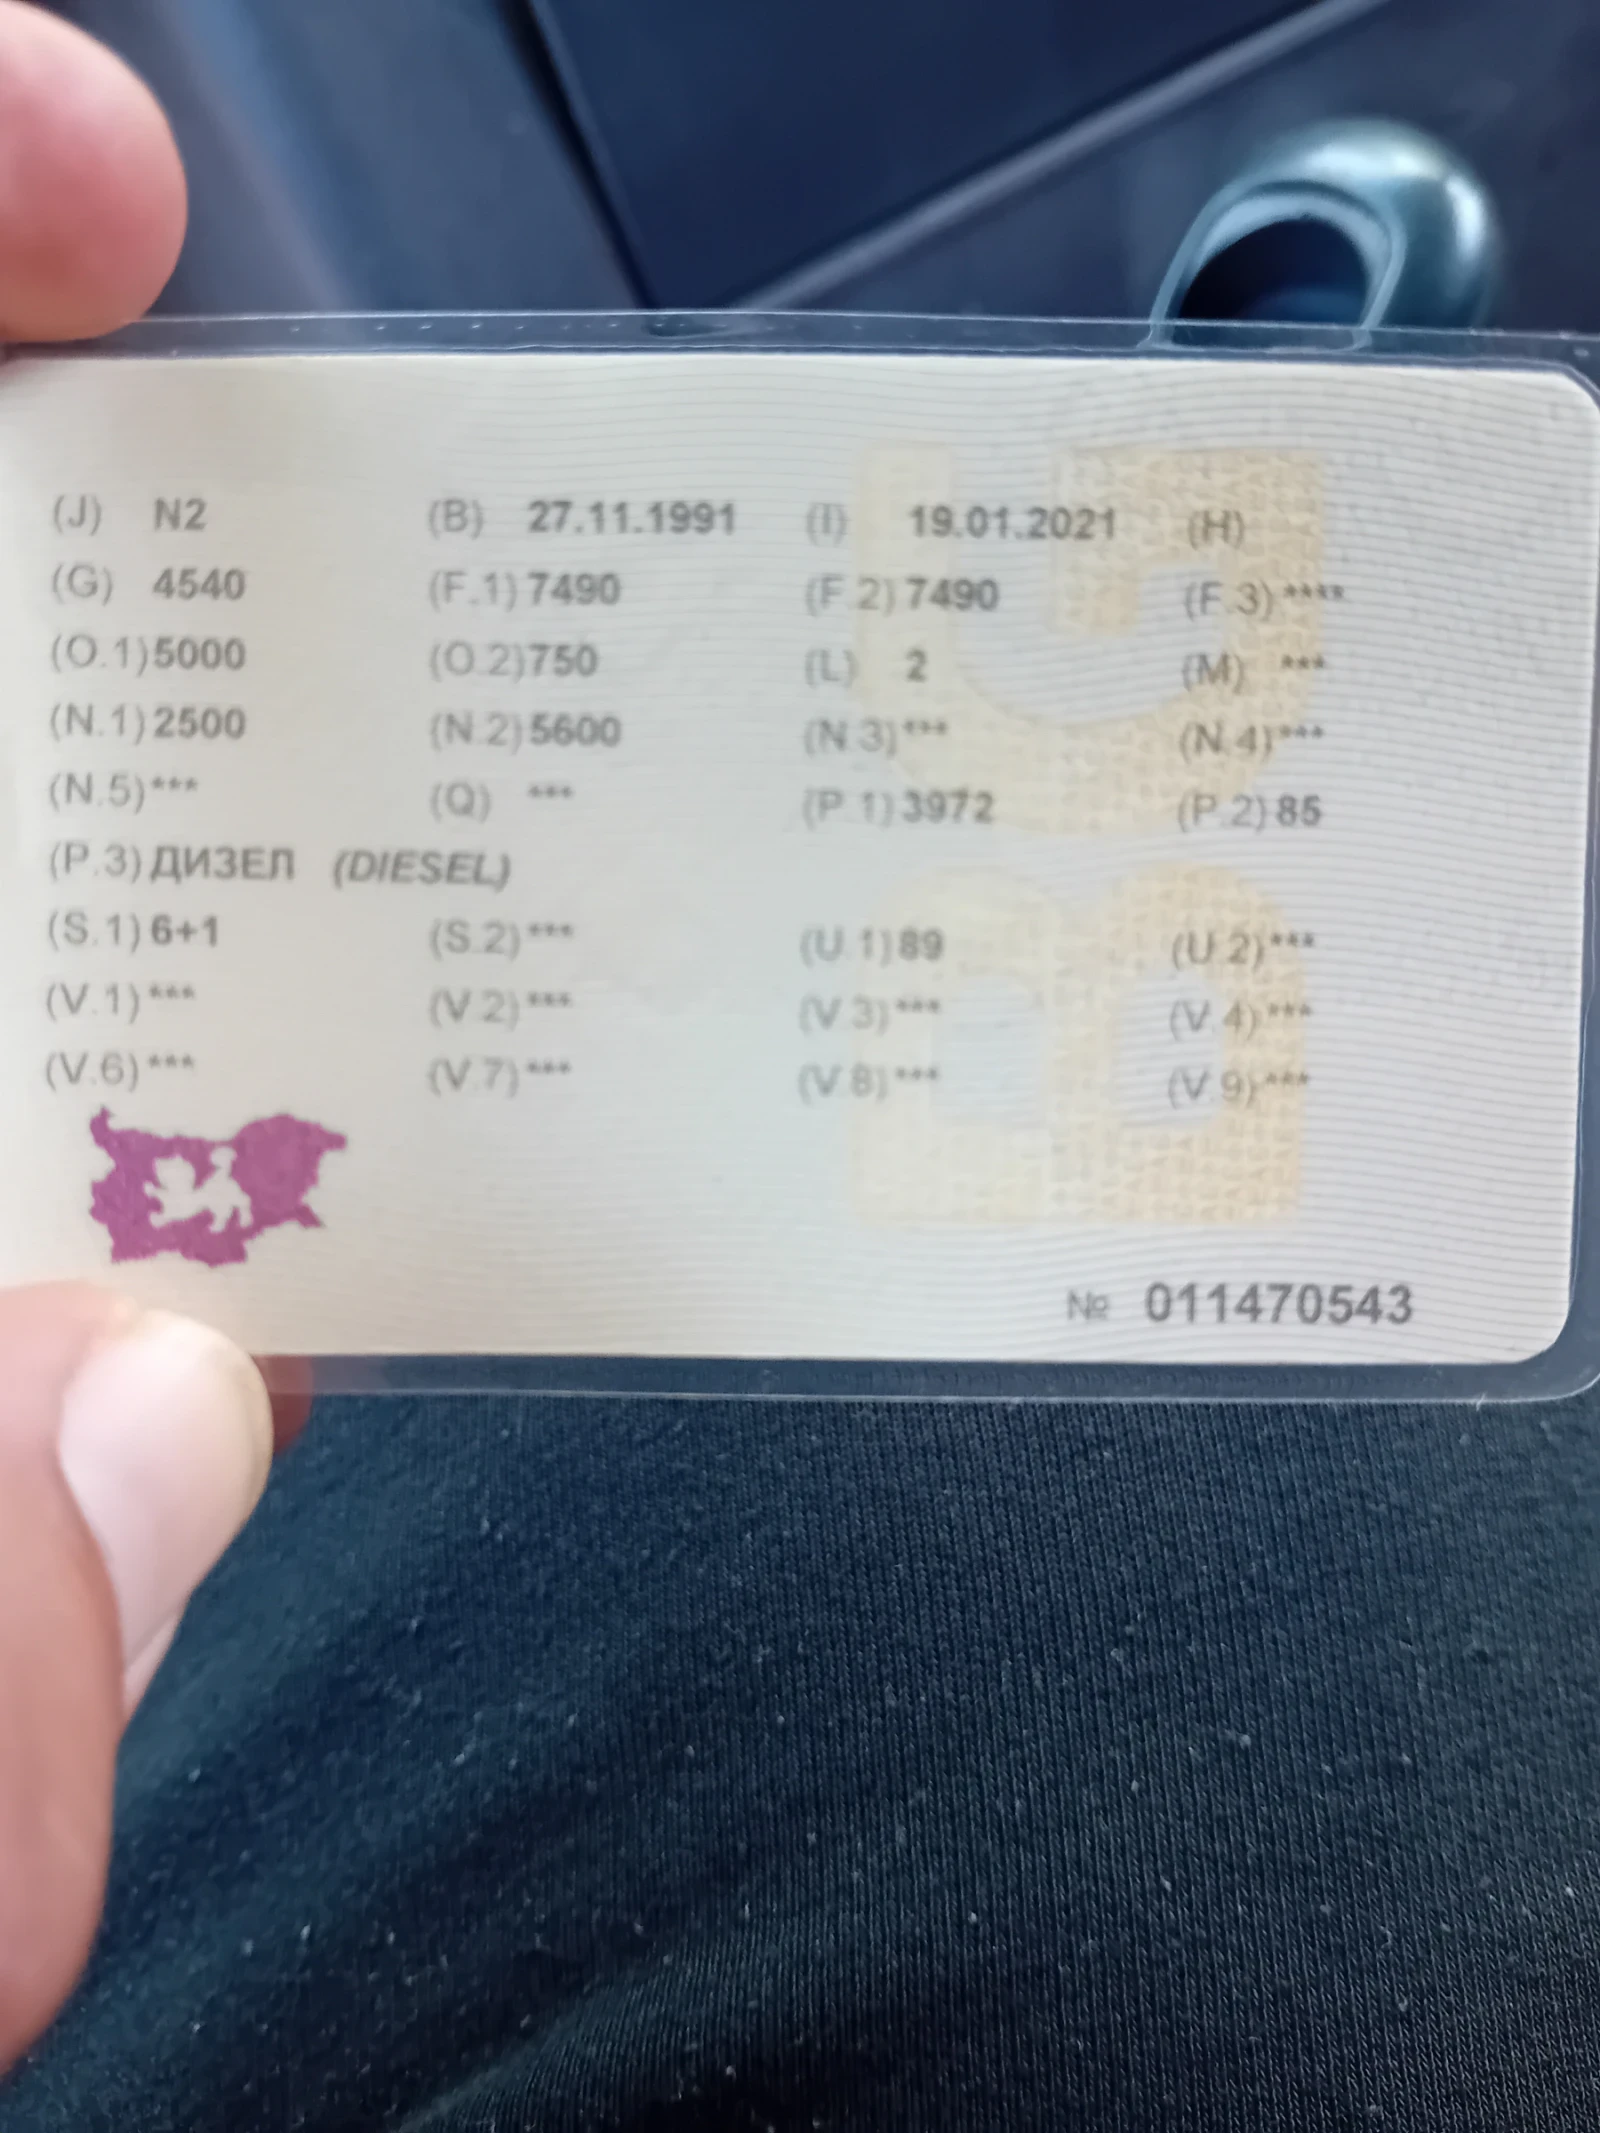 (J) N2 (B) 27.11.1991 (I) 19.01.2021 (H)
(G) 4540 (F.1) 7490 (F.2) 7490 (F.3) ****
(O.1) 5000 (O.2) 750 (L) 2 (M) ***
(N.1) 2500 (N.2) 5600 (N.3) *** (N.4) ***
(N.5) *** (Q) *** (P.1) 3972 (P.2) 85
(P.3) ДИЗЕЛ (DIESEL)
(S.1) 6+1 (S.2) *** (U.1) 89 (U.2) ***
(V.1) *** (V.2) *** (V.3) *** (V.4) ***
(V.6) *** (V.7) *** (V.8) *** (V.9) ***
№ 011470543